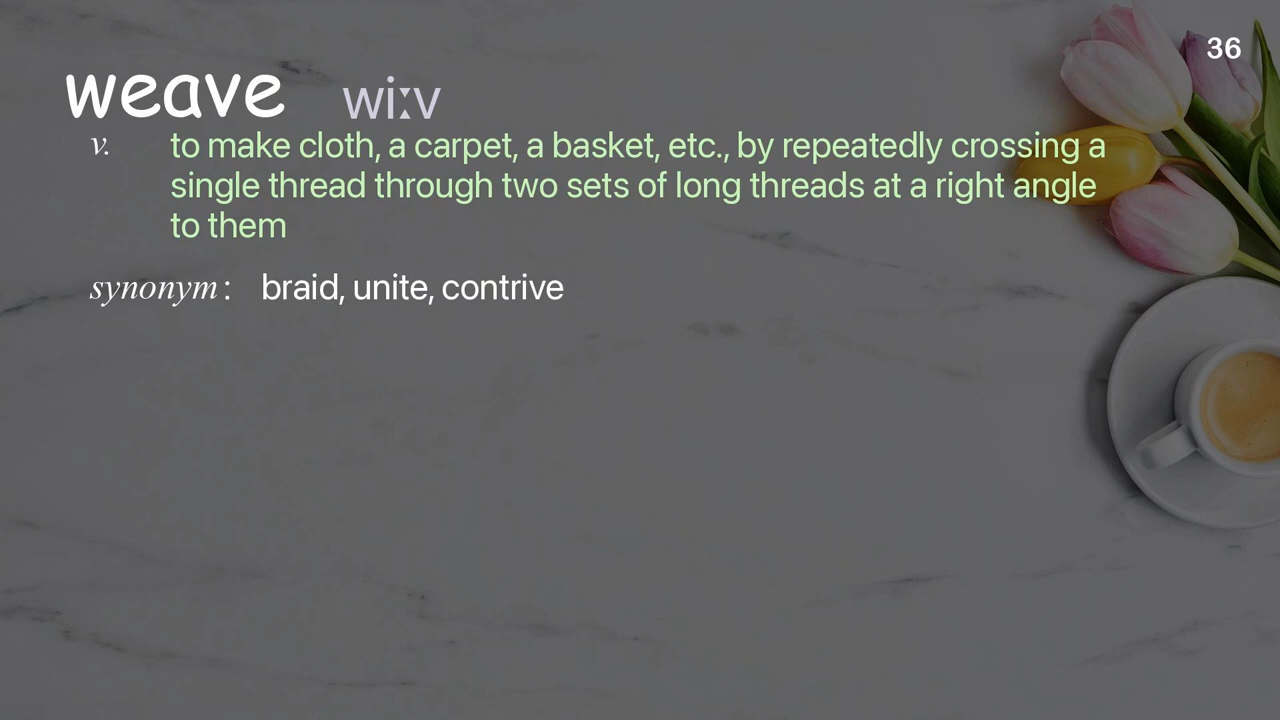 36
weave wiːv
v. to make cloth, a carpet, a basket, etc., by repeatedly crossing a
single thread through two sets of long threads at a right angle
to them
synonym: braid, unite, contrive